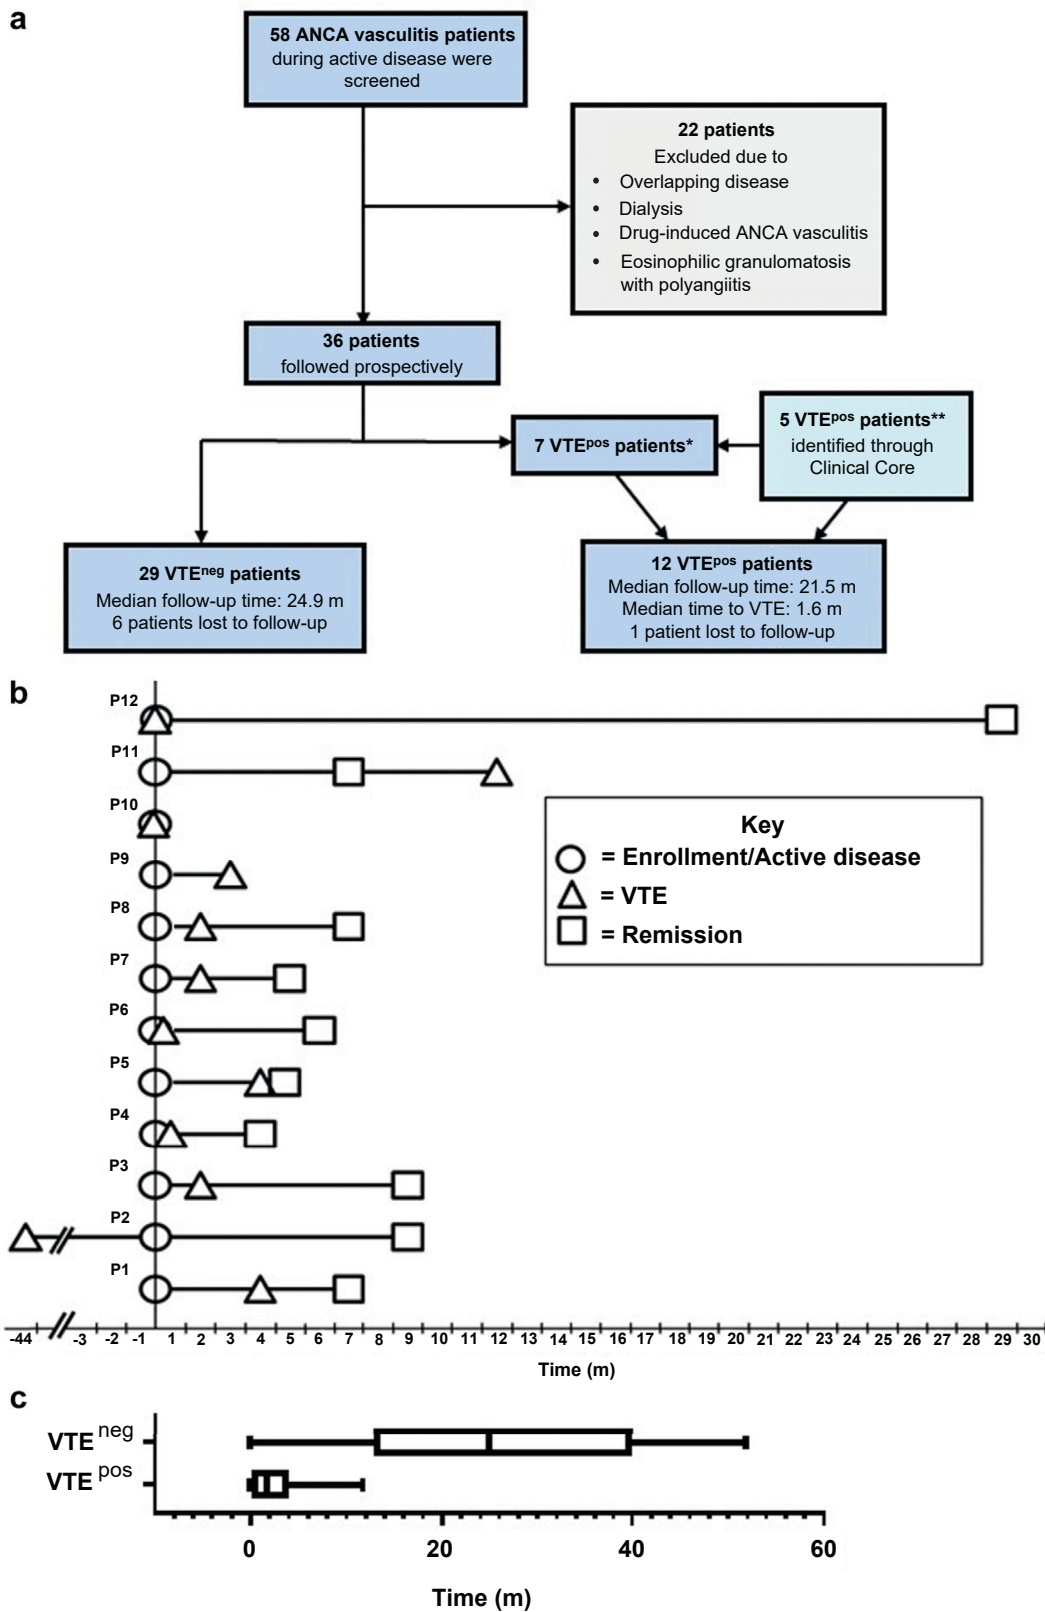 a
58 ANCA vasculitis patients
during active disease were
screened
22 patients
Excluded due to
• Overlapping disease
• Dialysis
• Drug-induced ANCA vasculitis
• Eosinophilic granulomatosis
with polyangiitis
36 patients
followed prospectively
7 VTEpos patients*
5 VTEpos patients**
identified through
Clinical Core
29 VTEneg patients
Median follow-up time: 24.9 m
6 patients lost to follow-up
12 VTEpos patients
Median follow-up time: 21.5 m
Median time to VTE: 1.6 m
1 patient lost to follow-up
b
P12
P11
P10
P9
P8
P7
P6
P5
P4
P3
P2
P1
Key
= Enrollment/Active disease
= VTE
= Remission
-44 -3 -2 -1 1 2 3 4 5 6 7 8 9 10 11 12 13 14 15 16 17 18 19 20 21 22 23 24 25 26 27 28 29 30
Time (m)
c
VTE neg
VTE pos
0 20 40 60
Time (m)